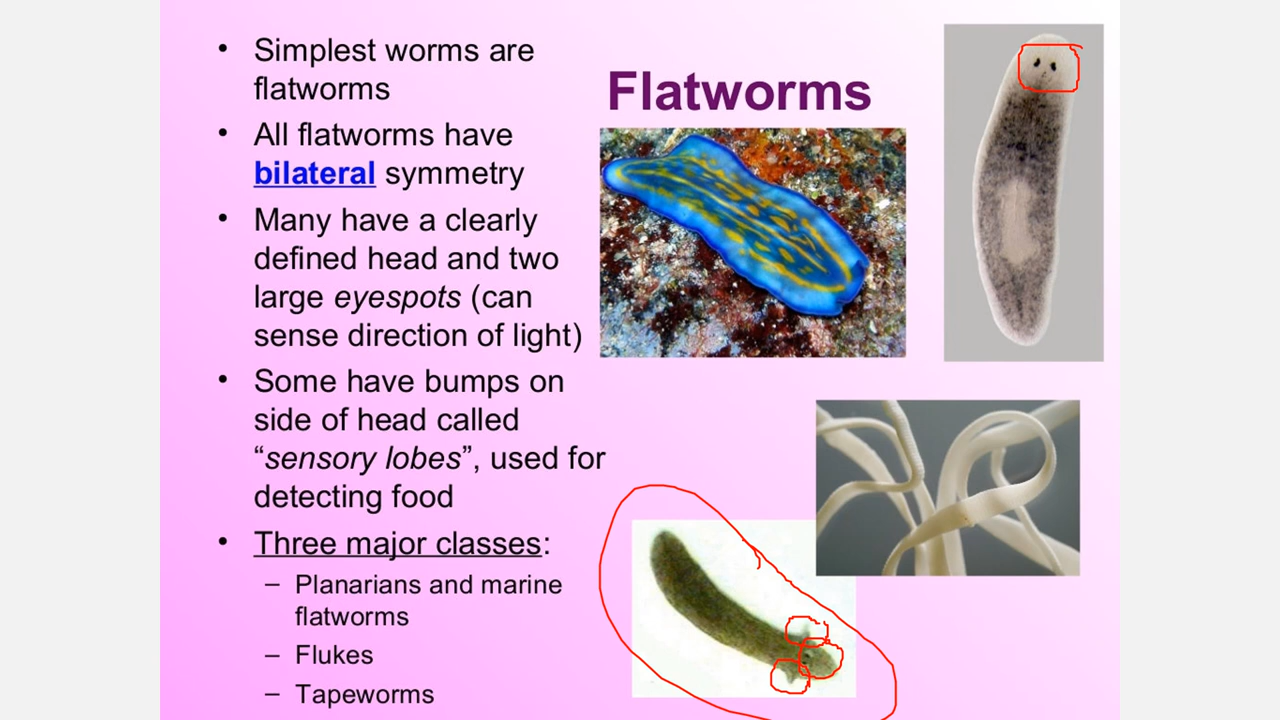 Flatworms
• Simplest worms are
flatworms
• All flatworms have
bilateral symmetry
• Many have a clearly
defined head and two
large eyespots (can
sense direction of light)
• Some have bumps on
side of head called
“sensory lobes”, used for
detecting food
• Three major classes:
– Planarians and marine
flatworms
– Flukes
– Tapeworms